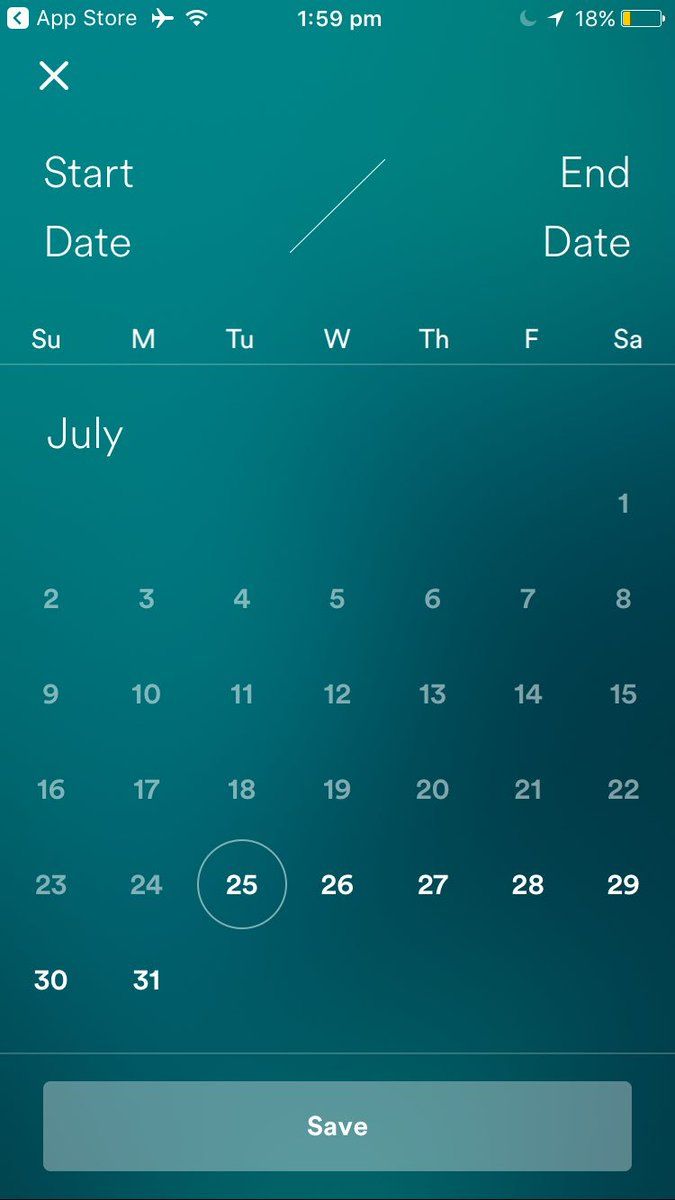 App Store 1:59 pm 18%
Start End
Date Date
Su M Tu W Th F Sa
July
1
2 3 4 5 6 7 8
9 10 11 12 13 14 15
16 17 18 19 20 21 22
23 24 25 26 27 28 29
30 31
Save